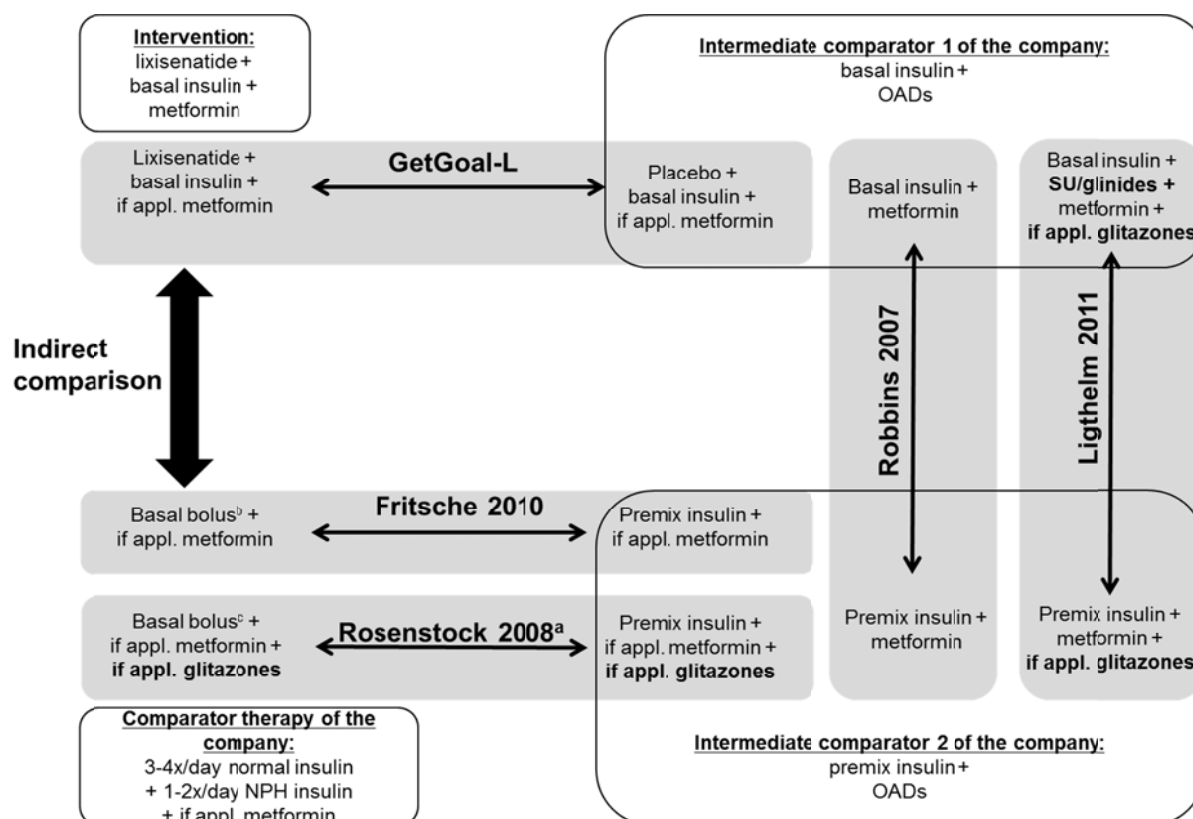 Intervention:
lixisenatide +
basal insulin +
metformin
Intermediate comparator 1 of the company:
basal insulin +
OADs
Lixisenatide +
basal insulin +
if appl. metformin
GetGoal-L
Placebo +
basal insulin +
if appl. metformin
Basal insulin +
metformin
Basal insulin +
SU/glinides +
metformin +
if appl. glitazones
Indirect
comparison
Robbins 2007
Ligthelm 2011
Basal bolusᵇ +
if appl. metformin
Fritsche 2010
Premix insulin +
if appl. metformin
Basal bolusᶜ +
if appl. metformin +
if appl. glitazones
Rosenstock 2008ᵃ
Premix insulin +
if appl. metformin +
if appl. glitazones
Premix insulin +
metformin
Premix insulin +
metformin +
if appl. glitazones
Comparator therapy of the
company:
3-4x/day normal insulin
+ 1-2x/day NPH insulin
+ if appl. metformin
Intermediate comparator 2 of the company:
premix insulin +
OADs